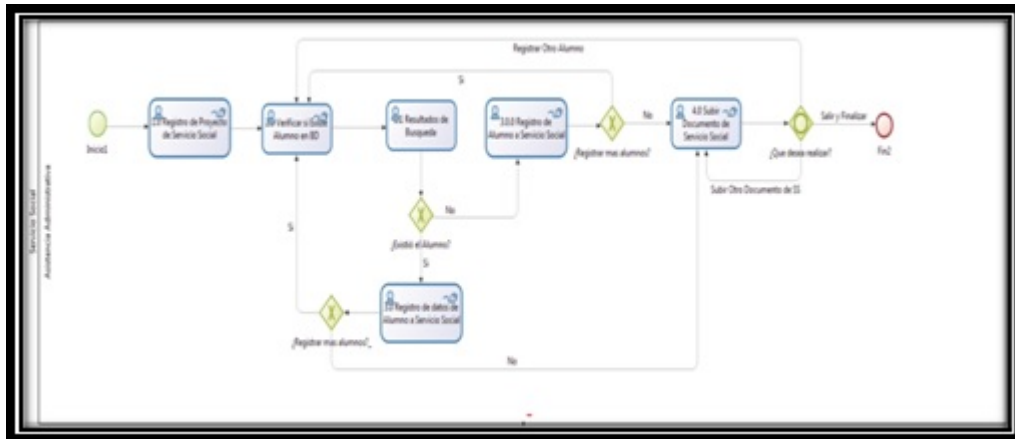 Servicio Social
Asistencia Administrativa
Registrar Otro Alumno
Si
Inicio1
Registro de Proyecto
de Servicio Social
Verificar si
Alumno en BD
Resultados de
Busqueda
3.0.0 Registro de
Alumno a Servicio Social
¿Registrar mas alumnos?
No
4.0 Subir
Documento de
Servicio Social
¿Que desea realizar?
Salir y Finalizar
Fin2
Subir Otro Documento de SS
No
¿Existió el Alumno?
Si
Si
Registro de datos de
Alumno a Servicio Social
¿Registrar mas alumnos?_
No